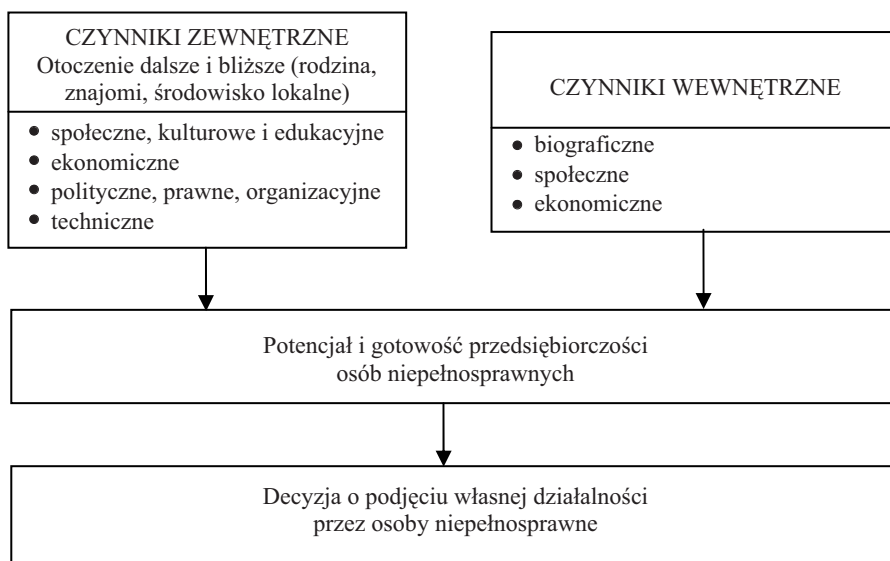 CZYNNIKI ZEWNĘTRZNE
Otoczenie dalsze i bliższe (rodzina,
znajomi, środowisko lokalne)
• społeczne, kulturowe i edukacyjne
• ekonomiczne
• polityczne, prawne, organizacyjne
• techniczne
CZYNNIKI WEWNĘTRZNE
• biograficzne
• społeczne
• ekonomiczne
Potencjał i gotowość przedsiębiorczości
osób niepełnosprawnych
Decyzja o podjęciu własnej działalności
przez osoby niepełnosprawne